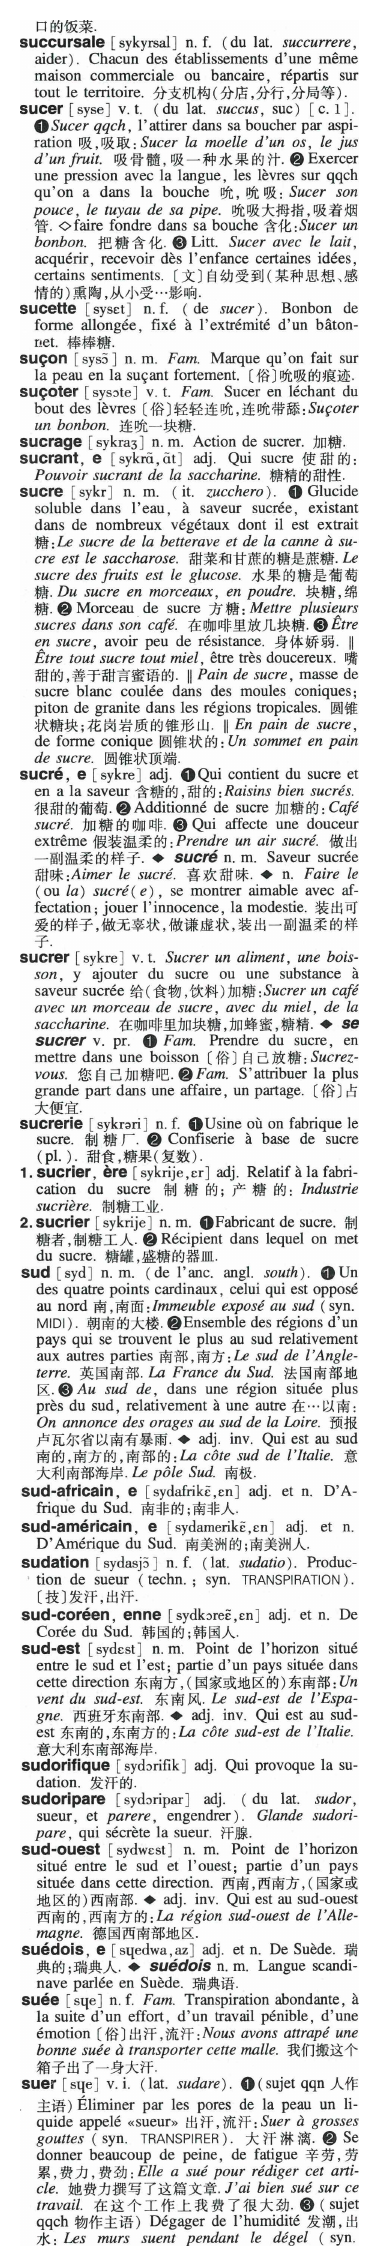 口的饭菜.
succursale [sykyrsal] n. f. (du lat. succurrere,
aider). Chacun des établissements d'une même
maison commerciale ou bancaire, répartis sur
tout le territoire. 分支机构(分店,分行,分局等).
sucer [syse] v. t. (du lat. succus, suc) [c. 1].
❶Sucer qqch, l'attirer dans sa boucher par aspi-
ration 吸,吸取:Sucer la moelle d'un os, le jus
d'un fruit. 吸骨髓,吸一种水果的汁. ❷Exercer
une pression avec la langue, les lèvres sur qqch
qu'on a dans la bouche 吮,吮吸: Sucer son
pouce, le tuyau de sa pipe. 吮吸大拇指,吸着烟
管. ◇faire fondre dans sa bouche 含化:Sucer un
bonbon. 把糖含化. ❸ Litt. Sucer avec le lait,
acquérir, recevoir dès l'enfance certaines idées,
certains sentiments. 〔文〕自幼受到(某种思想、感
情的)熏陶,从小受…影响.
sucette [sysɛt] n. f. (de sucer). Bonbon de
forme allongée, fixé à l'extrémité d'un bâton-
net. 棒棒糖.
suçon [sysɔ̃] n. m. Fam. Marque qu'on fait sur
la peau en la suçant fortement. 〔俗〕吮吸的痕迹.
suçoter [sysɔte] v. t. Fam. Sucer en léchant du
bout des lèvres 〔俗〕轻轻连吮,连吮带舔:Suçoter
un bonbon. 连吮一块糖.
sucrage [sykraʒ] n. m. Action de sucrer. 加糖.
sucrant, e [sykrɑ̃, ɑ̃t] adj. Qui sucre 使甜的:
Pouvoir sucrant de la saccharine. 糖精的甜性.
sucre [sykr] n. m. (it. zucchero). ❶ Glucide
soluble dans l'eau, à saveur sucrée, existant
dans de nombreux végétaux dont il est extrait
糖:Le sucre de la betterave et de la canne à su-
cre est le saccharose. 甜菜和甘蔗的糖是蔗糖. Le
sucre des fruits est le glucose. 水果的糖是葡萄
糖. Du sucre en morceaux, en poudre. 块糖,绵
糖. ❷ Morceau de sucre 方糖: Mettre plusieurs
sucres dans son café. 在咖啡里放几块糖. ❸ Être
en sucre, avoir peu de résistance. 身体娇弱. ‖
Être tout sucre tout miel, être très doucereux. 嘴
甜的,善于甜言蜜语的. ‖ Pain de sucre, masse de
sucre blanc coulée dans des moules coniques;
piton de granite dans les régions tropicales. 圆锥
状糖块;花岗岩质的锥形山. ‖ En pain de sucre,
de forme conique 圆锥状的:Un sommet en pain
de sucre. 圆锥状顶端.
sucré, e [sykre] adj. ❶Qui contient du sucre et
en a la saveur 含糖的,甜的:Raisins bien sucrés.
很甜的葡萄. ❷Additionné de sucre 加糖的:Café
sucré. 加糖的咖啡. ❸Qui affecte une douceur
extrême 假装温柔的:Prendre un air sucré. 做出
一副温柔的样子. ◆ sucré n. m. Saveur sucrée
甜味:Aimer le sucré. 喜欢甜味. ◆ n. Faire le
(ou la) sucré(e), se montrer aimable avec af-
fectation; jouer l'innocence, la modestie. 装出可
爱的样子,做无辜状,做谦虚状,装出一副温柔的样
子.
sucrer [sykre] v. t. Sucrer un aliment, une bois-
son, y ajouter du sucre ou une substance à
saveur sucrée 给(食物,饮料)加糖:Sucrer un café
avec un morceau de sucre, avec du miel, de la
saccharine. 在咖啡里加块糖,加蜂蜜,糖精. ◆ se
sucrer v. pr. ❶ Fam. Prendre du sucre, en
mettre dans une boisson 〔俗〕自己放糖:Sucrez-
vous. 您自己加糖吧. ❷Fam. S'attribuer la plus
grande part dans une affaire, un partage. 〔俗〕占
大便宜.
sucrerie [sykrəri] n. f. ❶Usine où on fabrique le
sucre. 制糖厂. ❷ Confiserie à base de sucre
(pl.). 甜食,糖果(复数).
1. sucrier, ère [sykrije, ɛr] adj. Relatif à la fabri-
cation du sucre 制糖的; 产糖的: Industrie
sucrière. 制糖工业.
2. sucrier [sykrije] n. m. ❶Fabricant de sucre. 制
糖者,制糖工人. ❷Récipient dans lequel on met
du sucre. 糖罐,盛糖的器皿.
sud [syd] n. m. (de l'anc. angl. south). ❶Un
des quatre points cardinaux, celui qui est opposé
au nord 南,南面:Immeuble exposé au sud (syn.
MIDI). 朝南的大楼. ❷Ensemble des régions d'un
pays qui se trouvent le plus au sud relativement
aux autres parties 南部,南方:Le sud de l'Angle-
terre. 英国南部. La France du Sud. 法国南部地
区. ❸ Au sud de, dans une région située plus
près du sud, relativement à une autre 在…以南:
On annonce des orages au sud de la Loire. 预报
卢瓦尔省以南有暴雨. ◆ adj. inv. Qui est au sud
南的,南方的,南部的:La côte sud de l'Italie. 意
大利南部海岸. Le pôle Sud. 南极.
sud-africain, e [sydafrikɛ̃, ɛn] adj. et n. D'A-
frique du Sud. 南非的;南非人.
sud-américain, e [sydamerikɛ̃, ɛn] adj. et n.
D'Amérique du Sud. 南美洲的;南美洲人.
sudation [sydasjɔ̃] n. f. (lat. sudatio). Produc-
tion de sueur (techn.; syn. TRANSPIRATION).
〔技〕发汗,出汗.
sud-coréen, enne [sydkɔreɛ̃, ɛn] adj. et n. De
Corée du Sud. 韩国的;韩国人.
sud-est [sydɛst] n. m. Point de l'horizon situé
entre le sud et l'est; partie d'un pays située dans
cette direction 东南方,(国家或地区的)东南部:Un
vent du sud-est. 东南风. Le sud-est de l'Espa-
gne. 西班牙东南部. ◆ adj. inv. Qui est au sud-
est 东南的,东南方的:La côte sud-est de l'Italie.
意大利东南部海岸.
sudorifique [sydɔrifik] adj. Qui provoque la su-
dation. 发汗的.
sudoripare [sydɔripar] adj. (du lat. sudor,
sueur, et parere, engendrer). Glande sudori-
pare, qui sécrète la sueur. 汗腺.
sud-ouest [sydwɛst] n. m. Point de l'horizon
situé entre le sud et l'ouest; partie d'un pays
située dans cette direction. 西南,西南方,(国家或
地区的)西南部. ◆ adj. inv. Qui est au sud-ouest
西南的,西南方的:La région sud-ouest de l'Alle-
magne. 德国西南部地区.
suédois, e [sɥedwa, az] adj. et n. De Suède. 瑞
典的;瑞典人. ◆ suédois n. m. Langue scandi-
nave parlée en Suède. 瑞典语.
suée [sɥe] n. f. Fam. Transpiration abondante, à
la suite d'un effort, d'un travail pénible, d'une
émotion 〔俗〕出汗,流汗:Nous avons attrapé une
bonne suée à transporter cette malle. 我们搬这个
箱子出了一身大汗.
suer [sɥe] v. i. (lat. sudare). ❶(sujet qqn 人作
主语) Éliminer par les pores de la peau un li-
quide appelé «sueur» 出汗,流汗:Suer à grosses
gouttes (syn. TRANSPIRER). 大汗淋漓. ❷ Se
donner beaucoup de peine, de fatigue 辛劳,劳
累,费力,费劲:Elle a sué pour rédiger cet arti-
cle. 她费力撰写了这篇文章. J'ai bien sué sur ce
travail. 在这个工作上我费了很大劲. ❸ (sujet
qqch 物作主语) Dégager de l'humidité 发潮,出
水: Les murs suent pendant le dégel (syn.